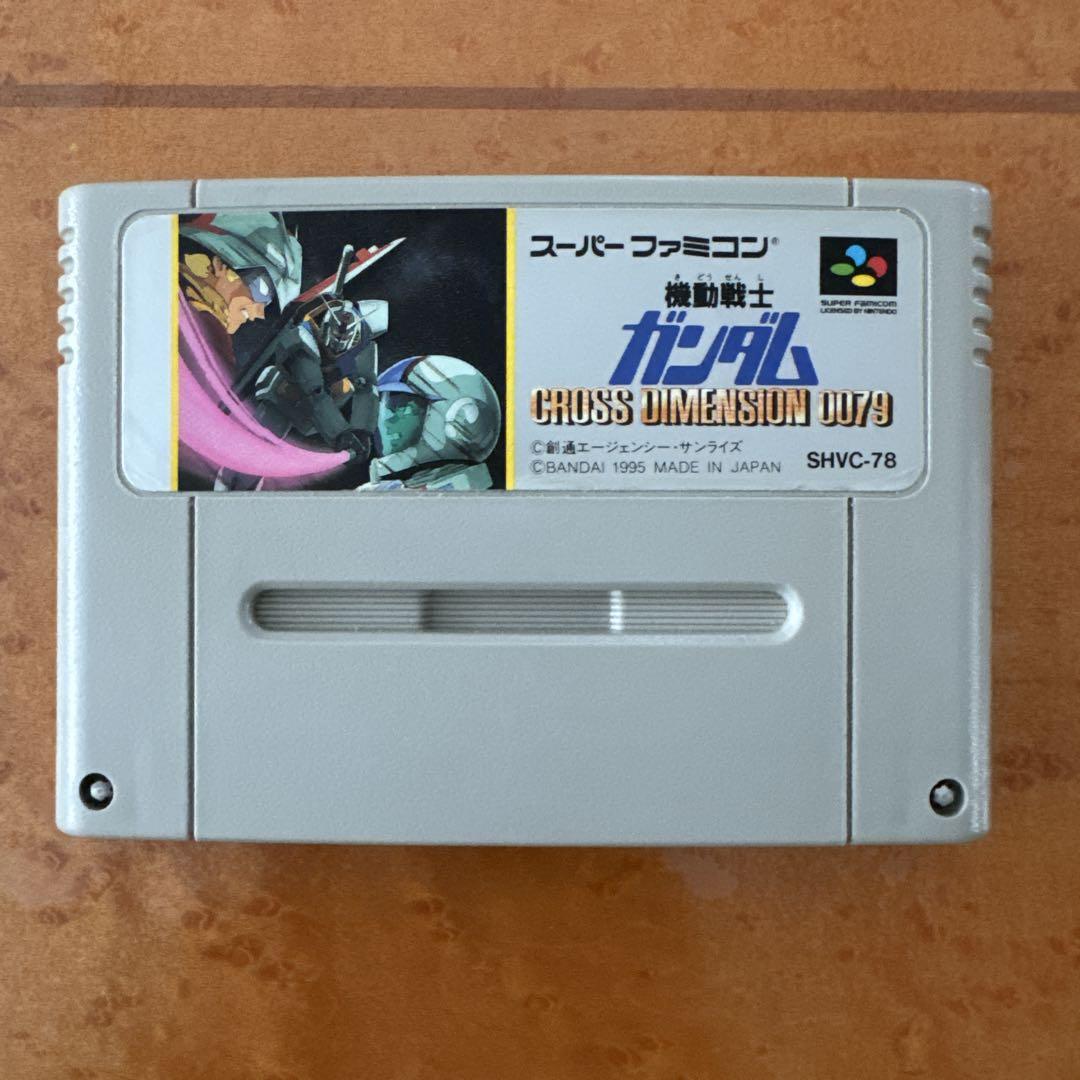 スーパーファミコン®
きどうせんし
機動戦士
ガンダム
CROSS DIMENSION 0079
SUPER FAMICOM
LICENSED BY NINTENDO
©創通エージェンシー・サンライズ
©BANDAI 1995 MADE IN JAPAN
SHVC-78